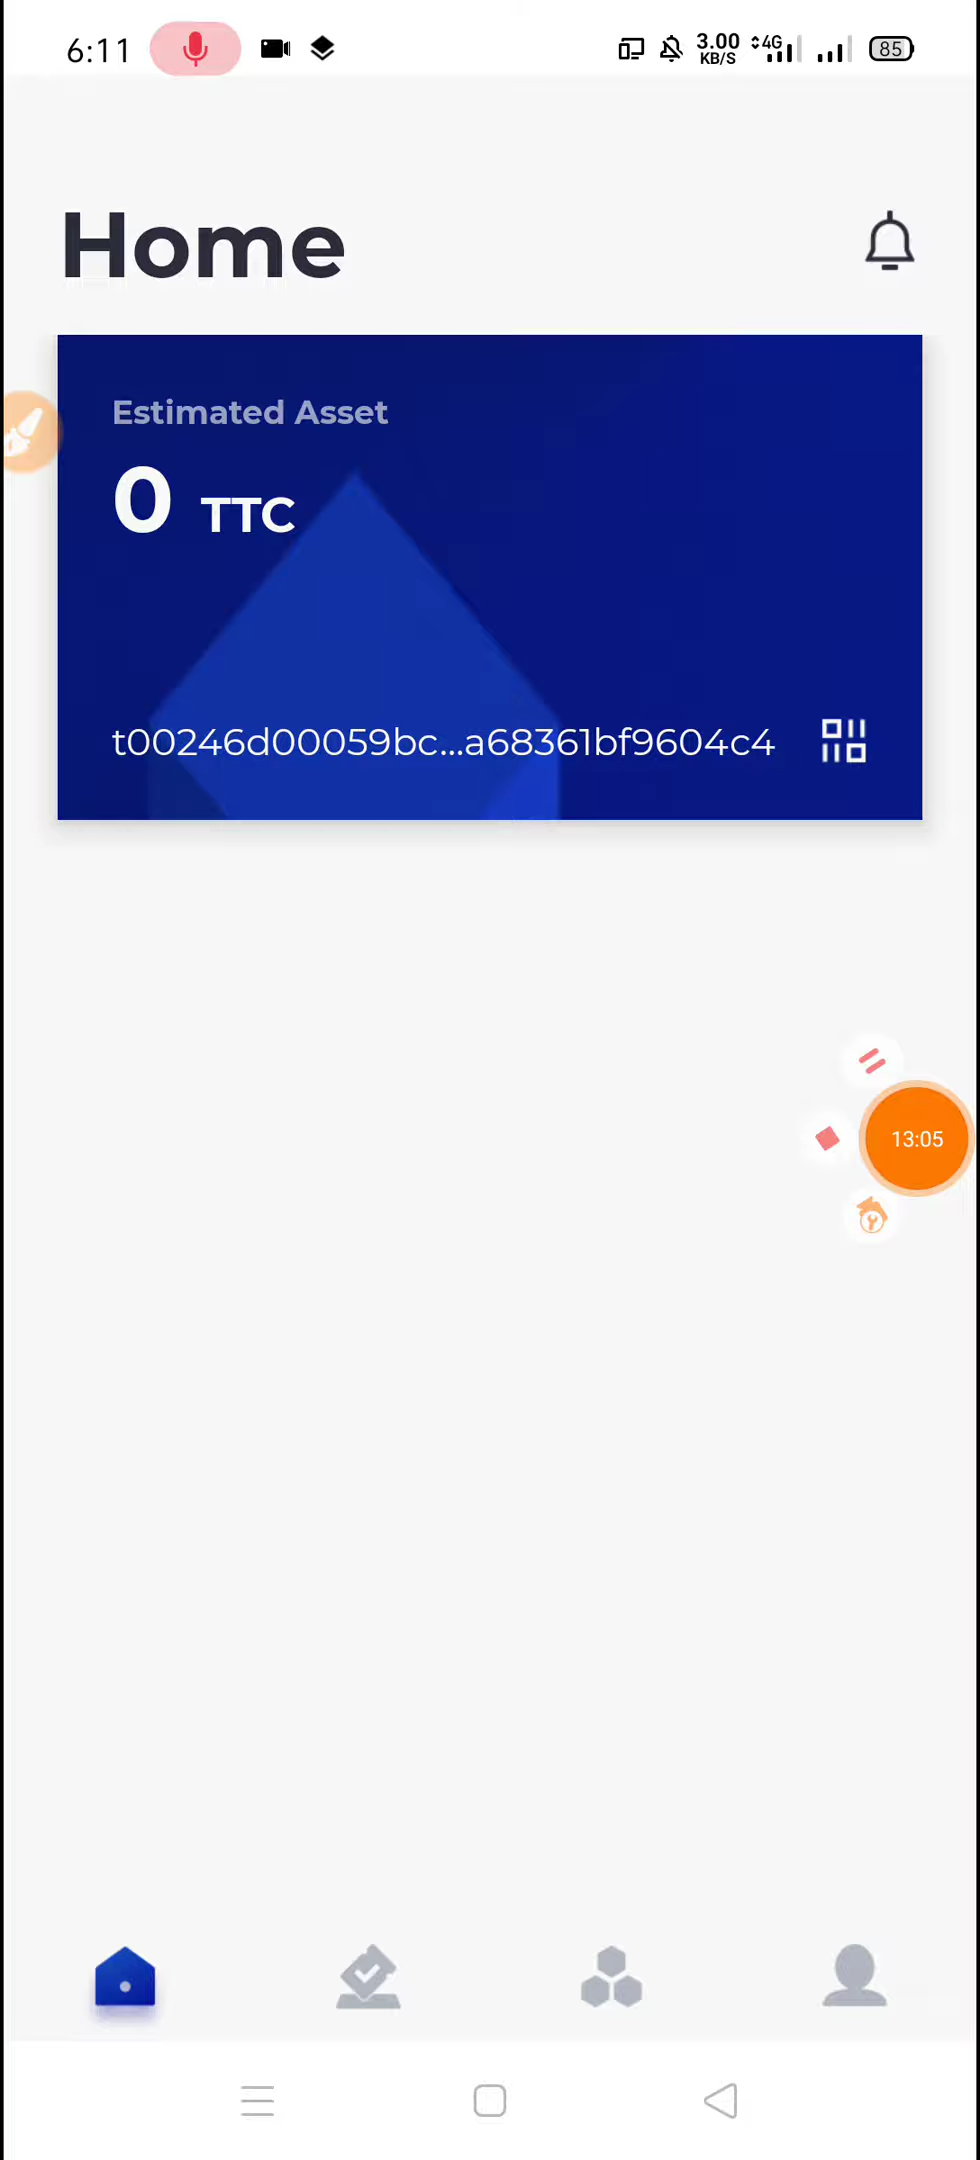 6:11
3.00
KB/S
4G
85
Home
Estimated Asset
0 TTC
t00246d00059bc...a68361bf9604c4
13:05